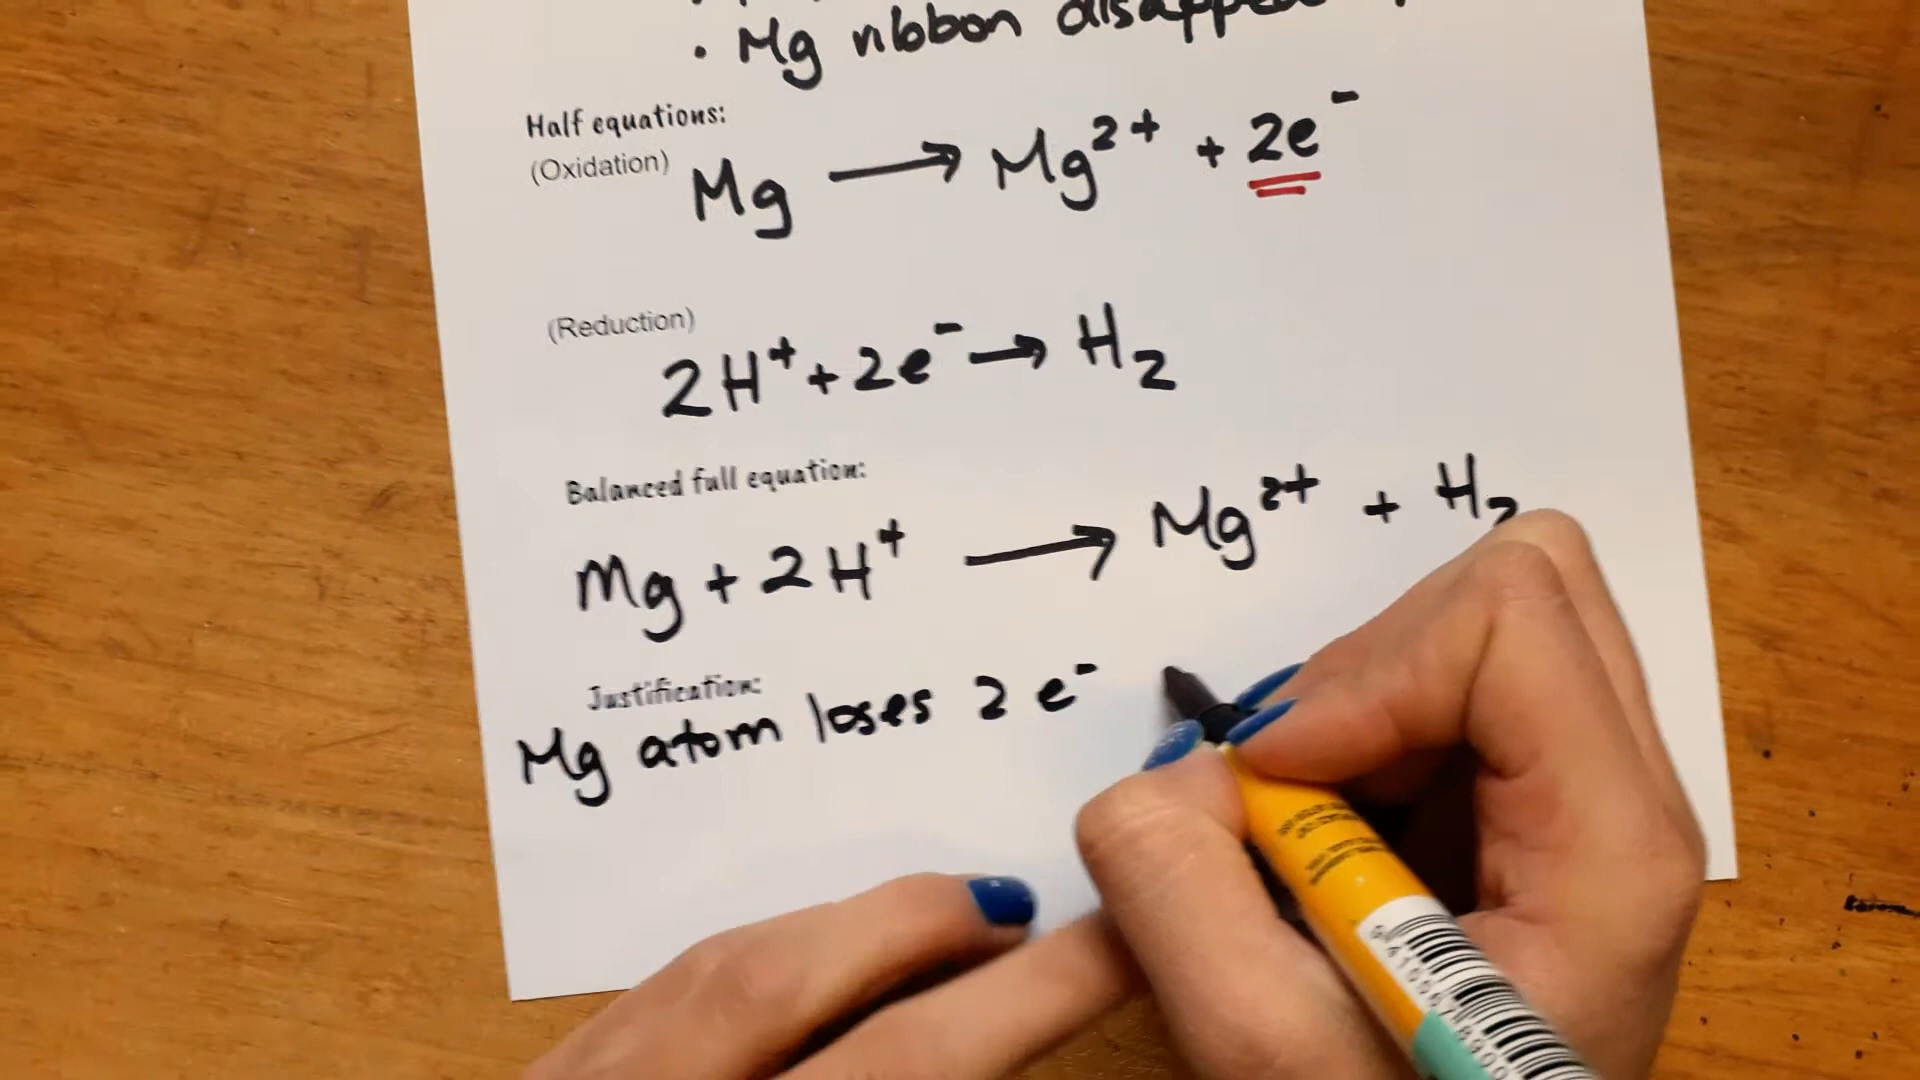 • Mg ribbon
Half equations:
(Oxidation)
Mg ⟶ Mg²⁺ + 2e⁻
(Reduction)
2H⁺ + 2e⁻ → H₂
Balanced full equation:
Mg + 2H⁺ ⟶ Mg²⁺ + H₂
Justification:
Mg atom loses 2 e⁻